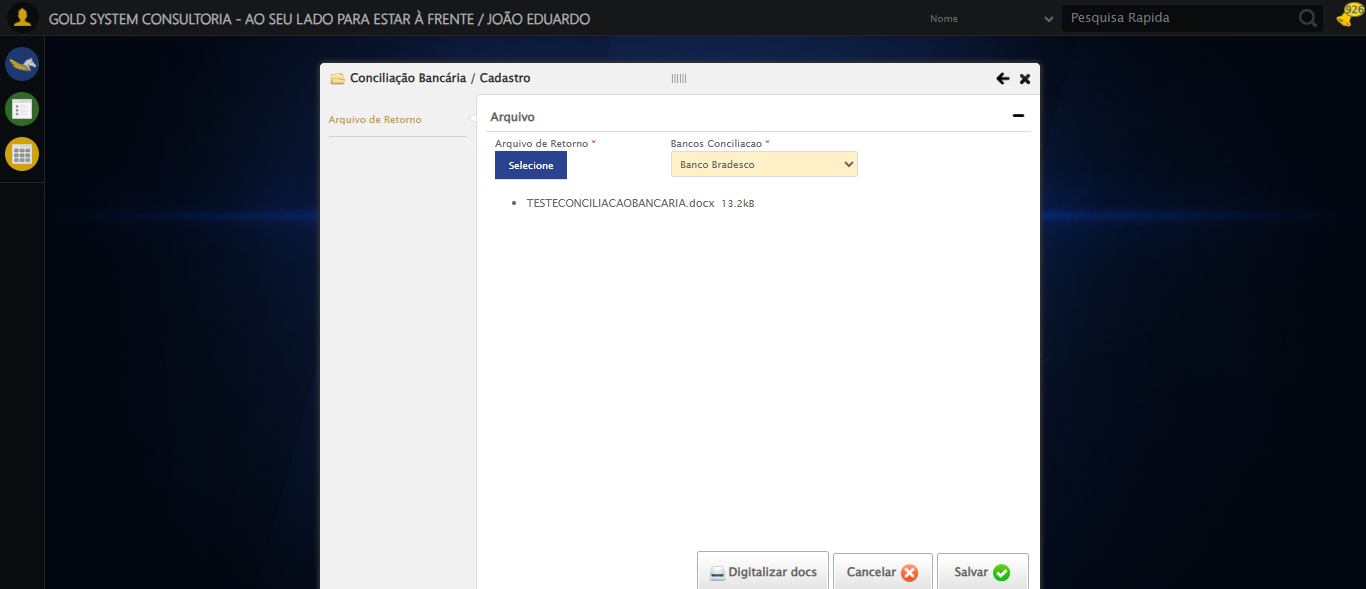 GOLD SYSTEM CONSULTORIA - AO SEU LADO PARA ESTAR À FRENTE / JOÃO EDUARDO
Nome
Pesquisa Rapida
926
Conciliação Bancária / Cadastro
Arquivo de Retorno
Arquivo
Arquivo de Retorno *
Bancos Conciliacao *
Selecione
Banco Bradesco
• TESTECONCILIACAOBANCARIA.docx 13.2kB
Digitalizar docs
Cancelar
Salvar